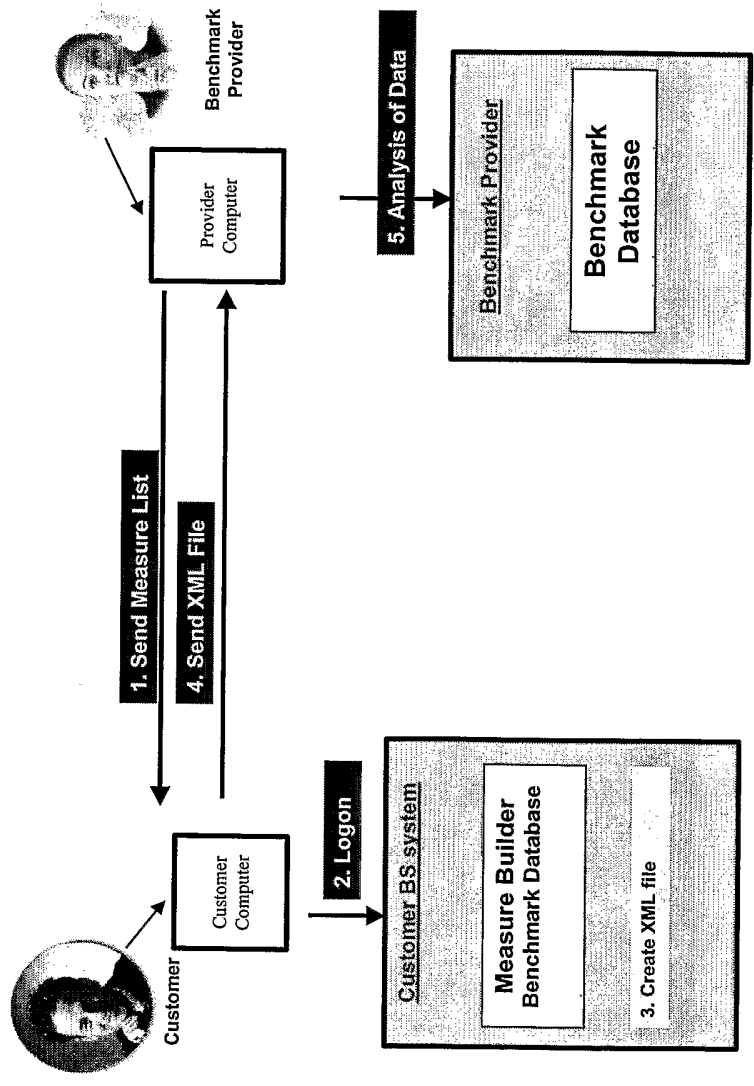 Customer
Customer
Computer
1. Send Measure List
4. Send XML File
Provider
Computer
Benchmark
Provider
2. Logon
5. Analysis of Data
Customer BS system
Measure Builder
Benchmark Database
3. Create XML file
Benchmark Provider
Benchmark
Database